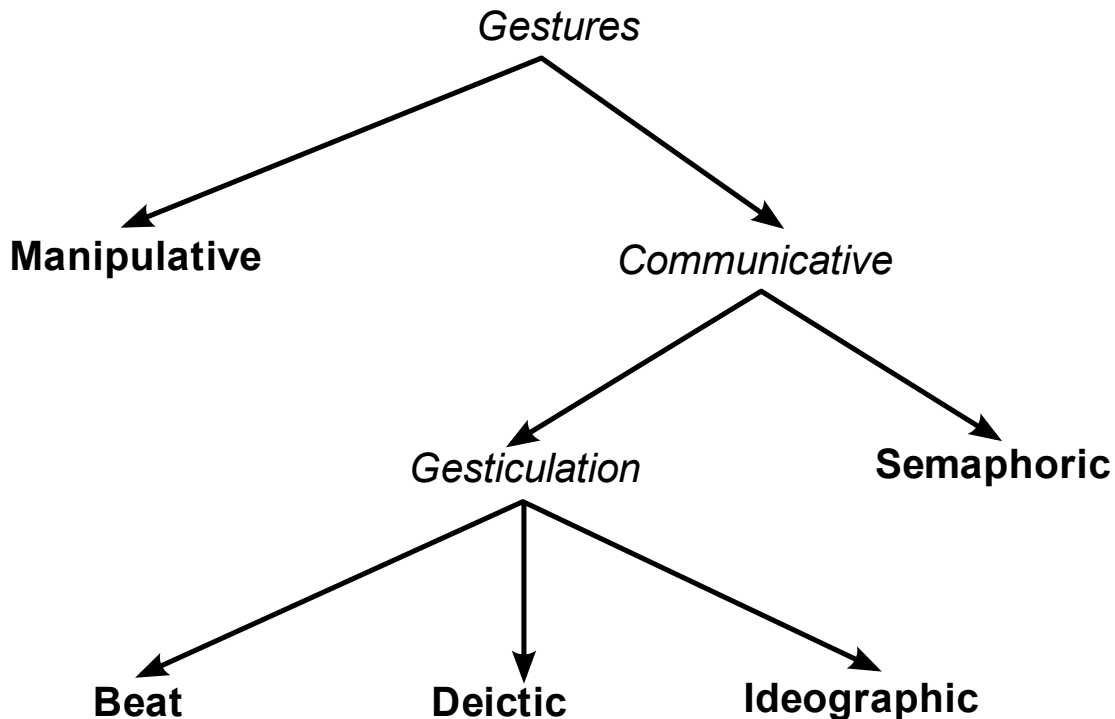 Gestures
Manipulative
Communicative
Gesticulation
Semaphoric
Beat
Deictic
Ideographic